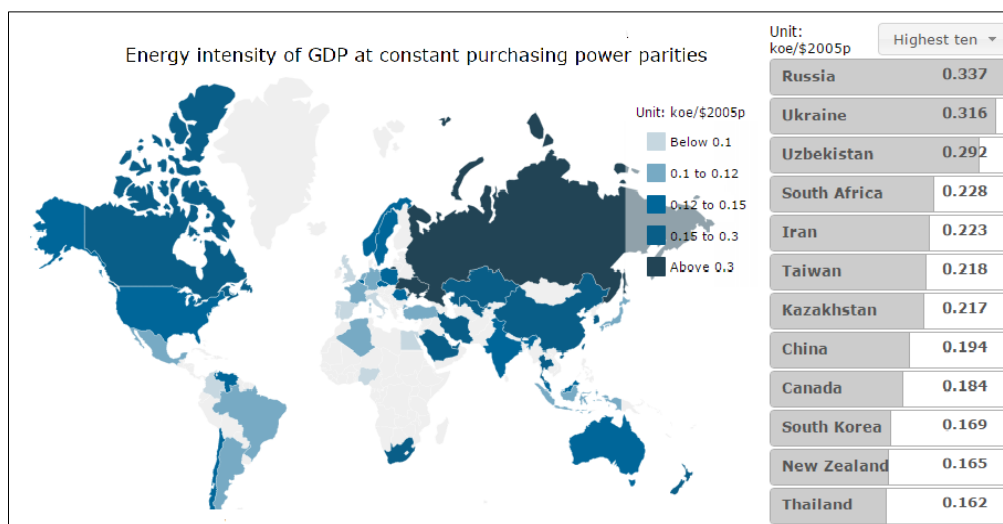 Energy intensity of GDP at constant purchasing power parities
Unit: koe/$2005p
Below 0.1
0.1 to 0.12
0.12 to 0.15
0.15 to 0.3
Above 0.3
Unit:
koe/$2005p
Highest ten
Russia 0.337
Ukraine 0.316
Uzbekistan 0.292
South Africa 0.228
Iran 0.223
Taiwan 0.218
Kazakhstan 0.217
China 0.194
Canada 0.184
South Korea 0.169
New Zealand 0.165
Thailand 0.162